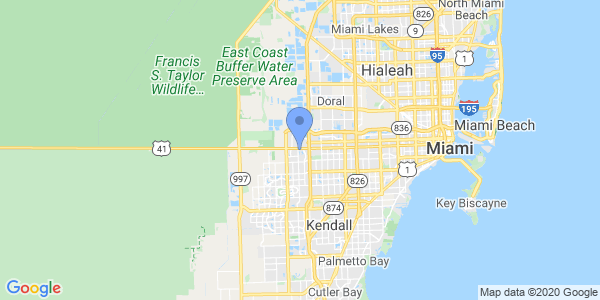 North Miami
Beach
826
Miami Lakes
9
95
1
East Coast
Buffer Water
Preserve Area
Francis
S. Taylor
Wildlife...
Hialeah
Doral
195
836
Miami Beach
41
Miami
1
997
826
874
Key Biscayne
Kendall
Palmetto Bay
Google
Cutler Bay
Map data ©2020 Google